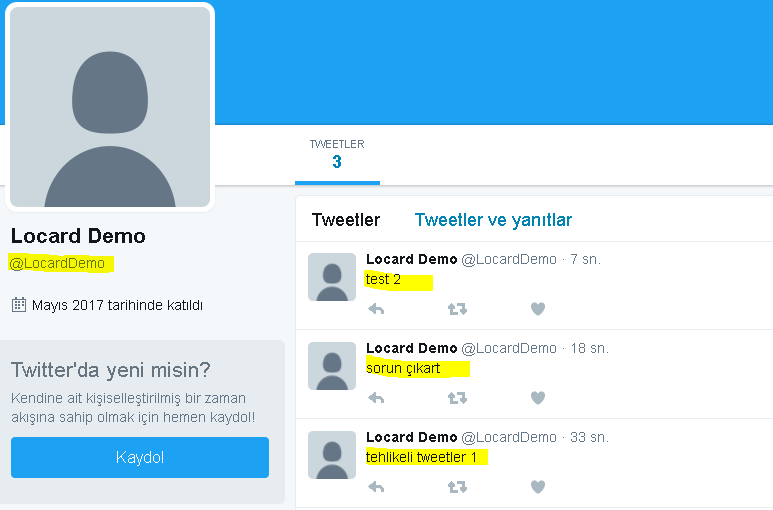 TWEETLER
3
Locard Demo
@LocardDemo
Mayıs 2017 tarihinde katıldı
Twitter'da yeni misin?
Kendine ait kişiselleştirilmiş bir zaman
akışına sahip olmak için hemen kaydol!
Kaydol
Tweetler Tweetler ve yanıtlar
Locard Demo @LocardDemo · 7 sn.
test 2
Locard Demo @LocardDemo · 18 sn.
sorun çıkart
Locard Demo @LocardDemo · 33 sn.
tehlikeli tweetler 1